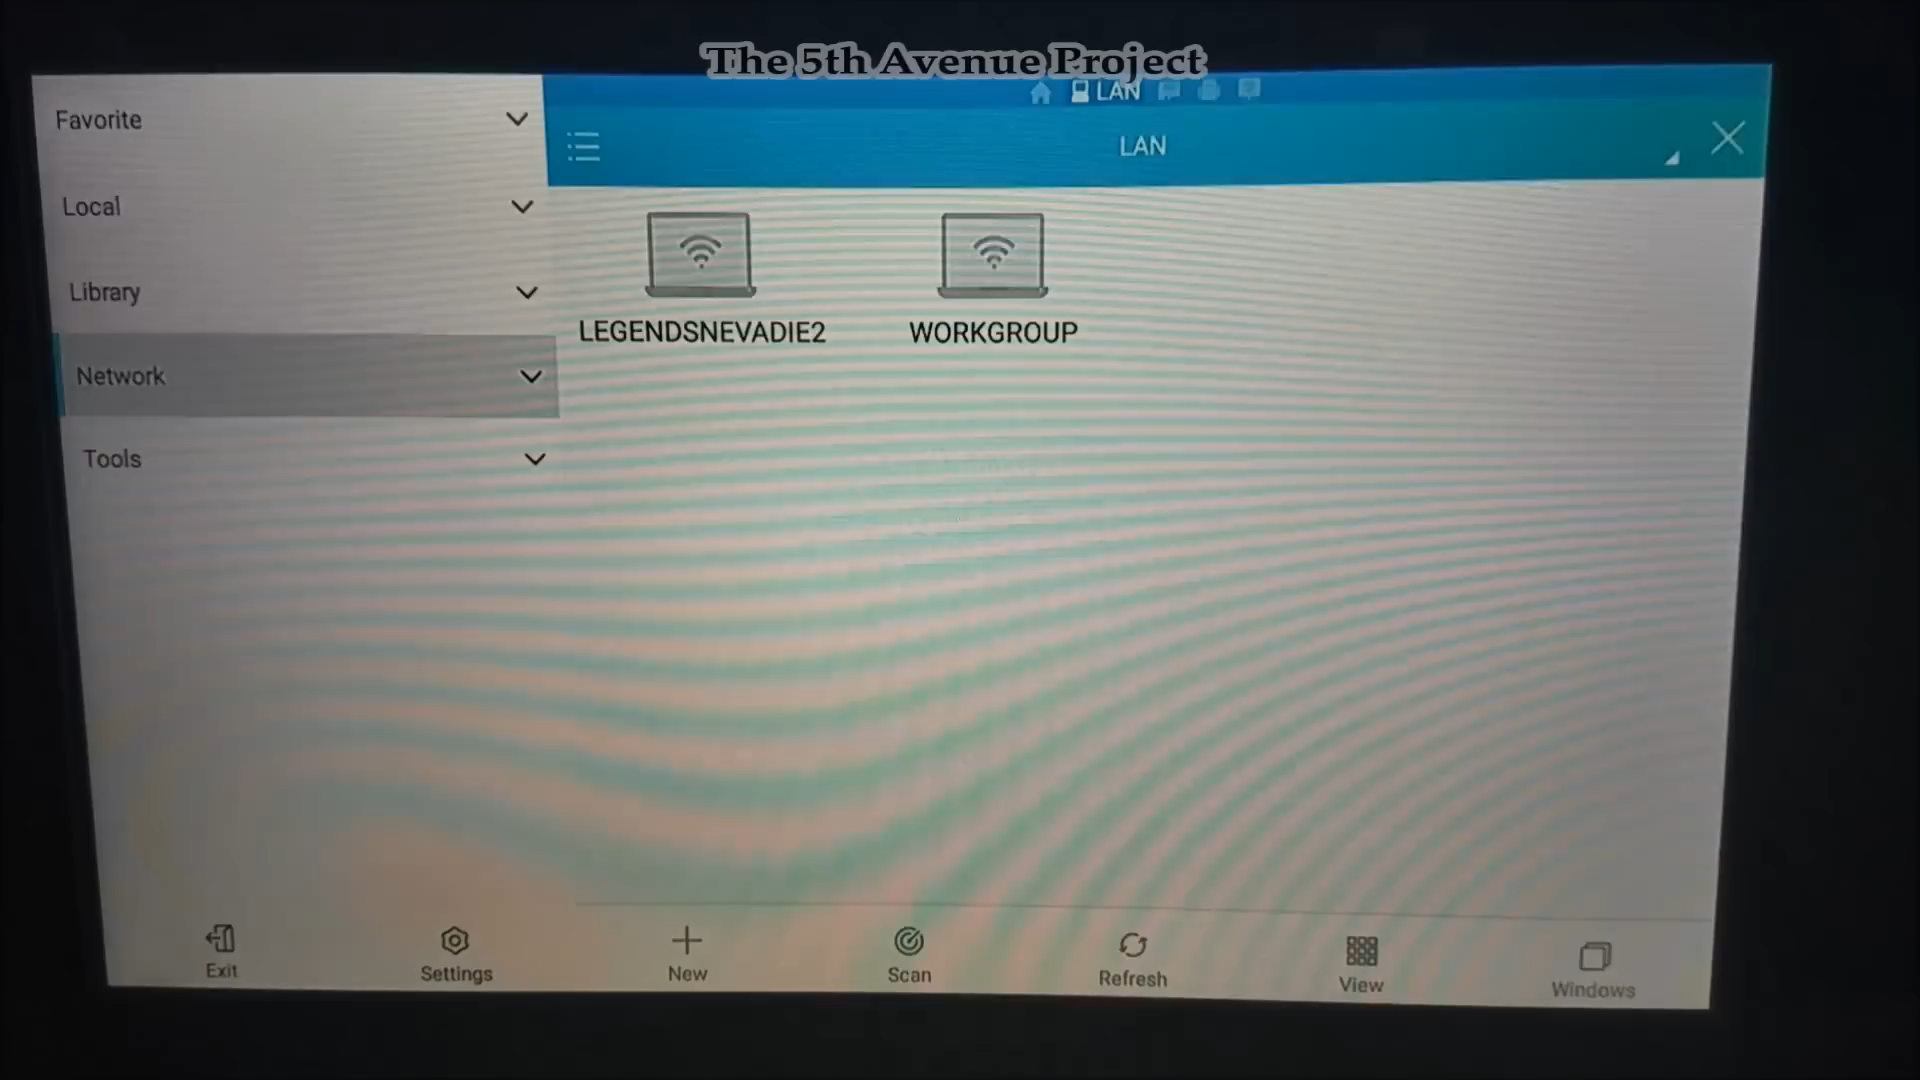 The 5th Avenue Project
LAN
LAN
Favorite
Local
Library
Network
Tools
LEGENDSNEVADIE2
WORKGROUP
Exit
Settings
New
Scan
Refresh
View
Windows